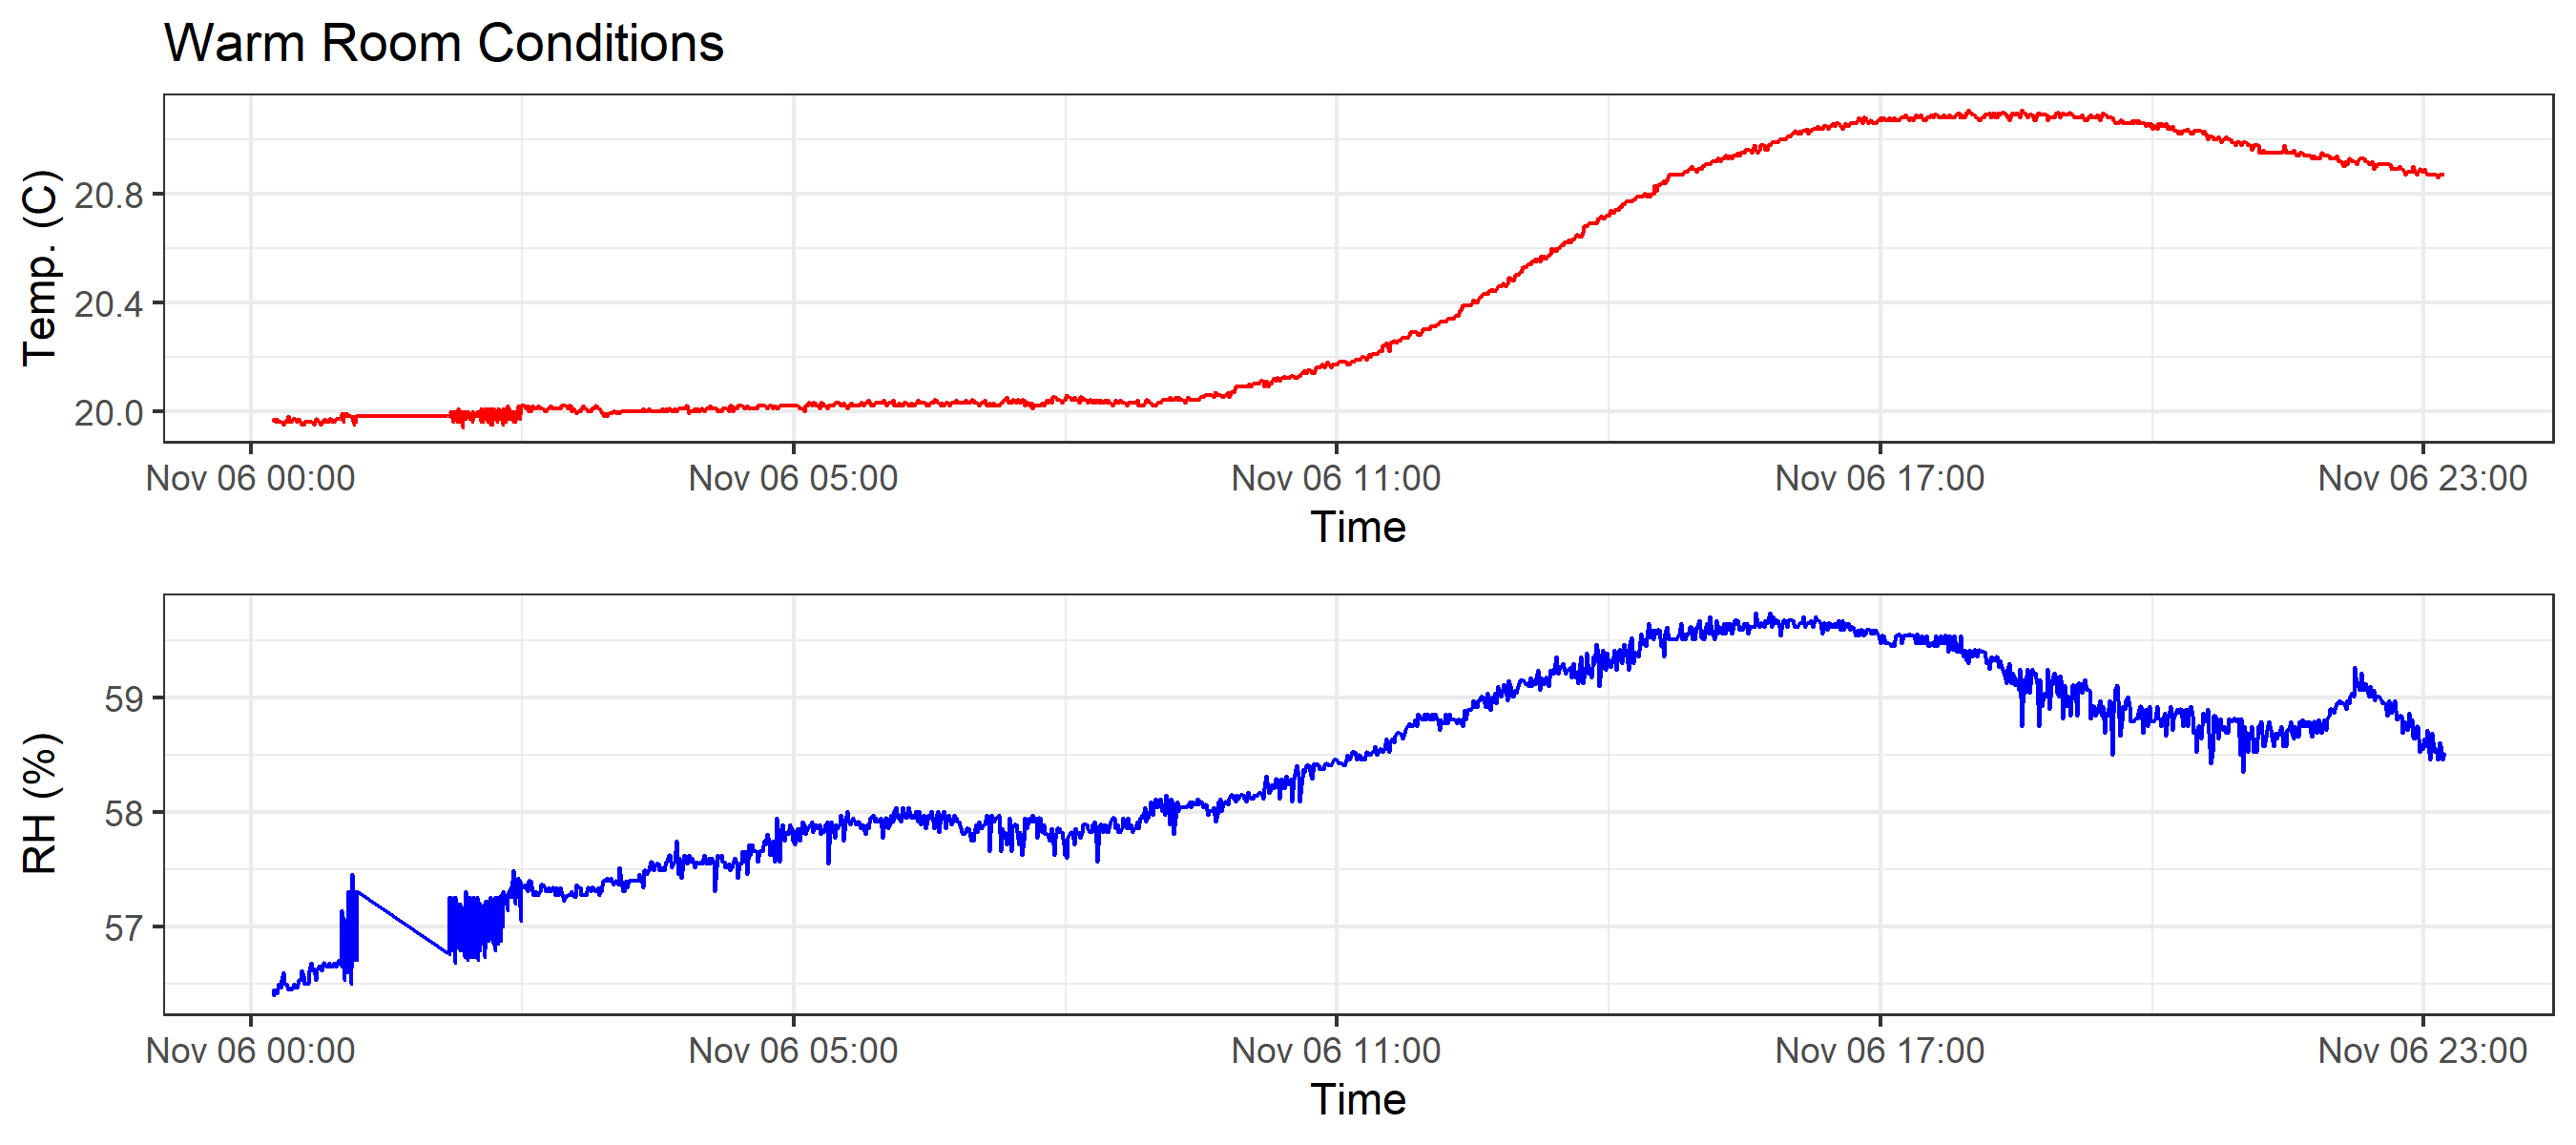 Warm Room Conditions
Temp. (C)
20.8
20.4
20.0
Nov 06 00:00 Nov 06 05:00 Nov 06 11:00 Nov 06 17:00 Nov 06 23:00
Time
RH (%)
59
58
57
Nov 06 00:00 Nov 06 05:00 Nov 06 11:00 Nov 06 17:00 Nov 06 23:00
Time